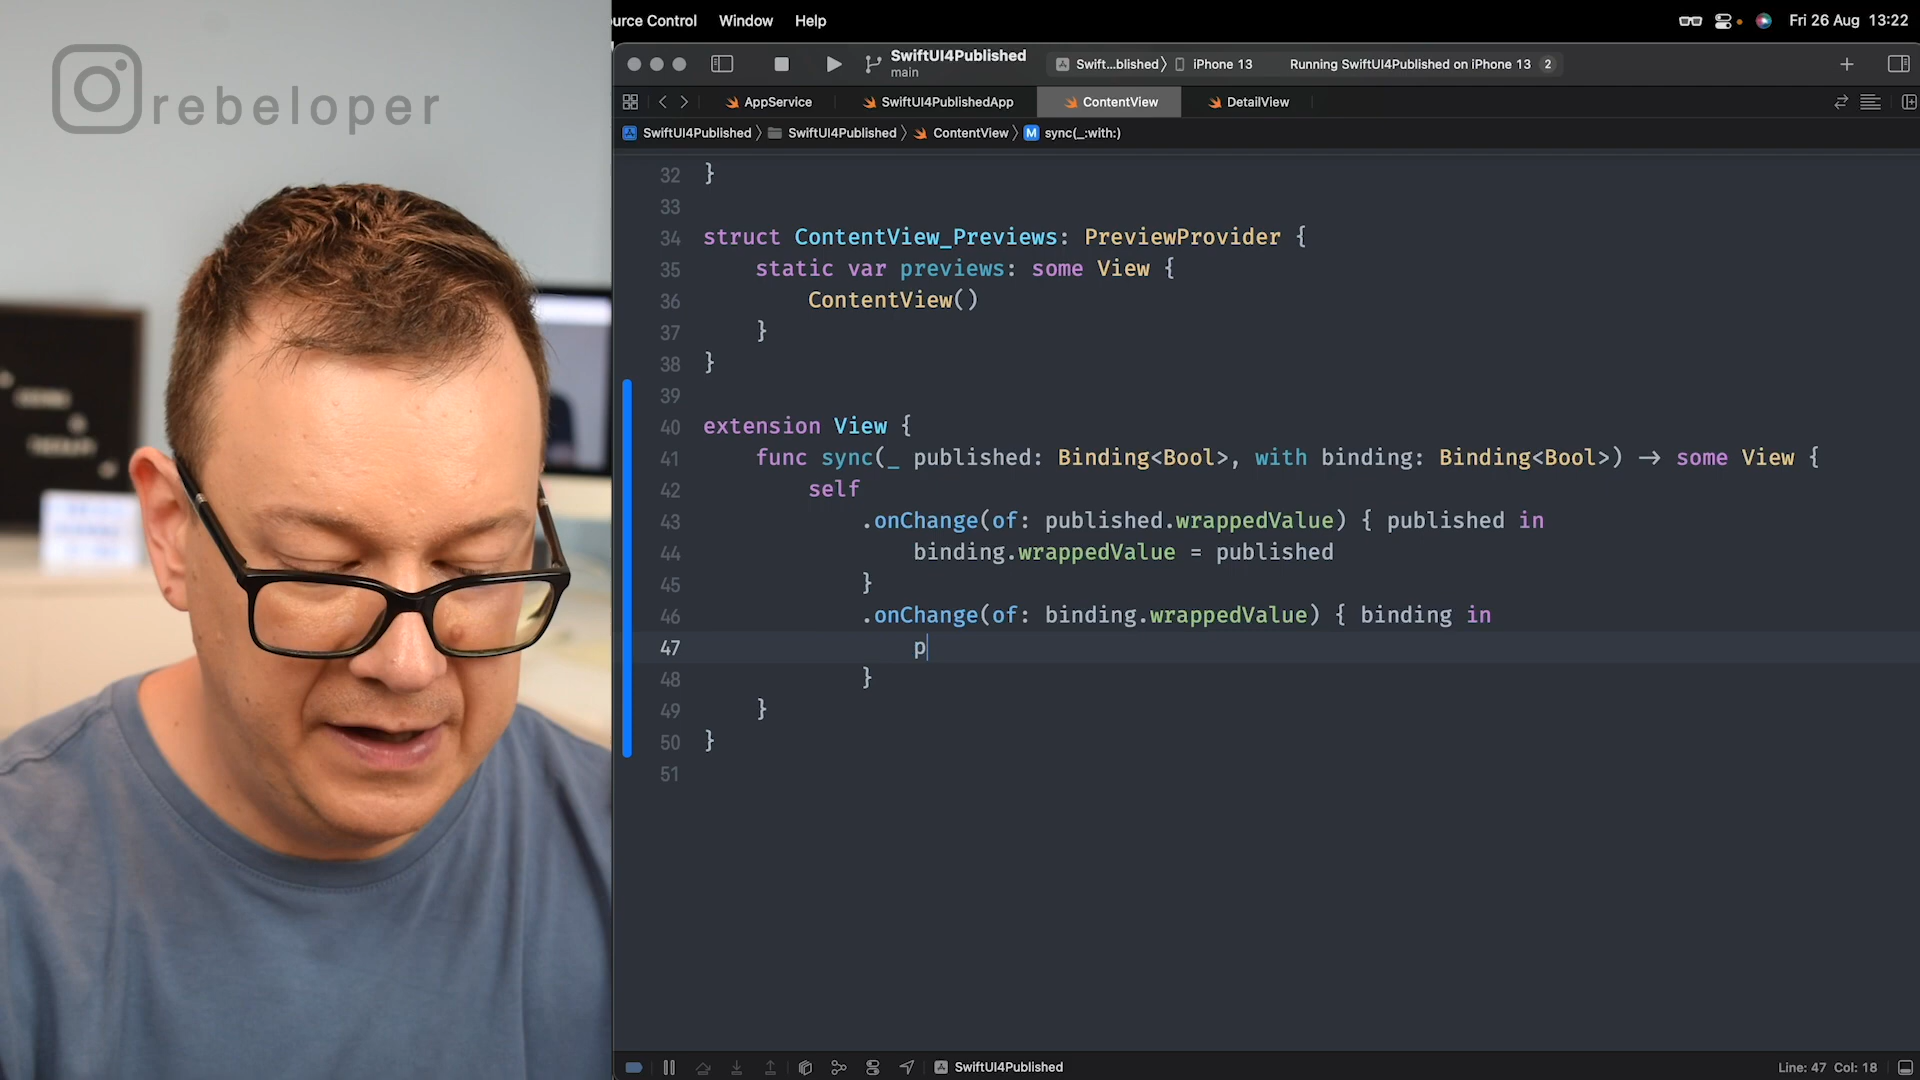 rebeloper
urce Control Window Help
Fri 26 Aug 13:22
SwiftUI4Published
main
Swift...blished) iPhone 13
Running SwiftUI4Published on iPhone 13 2
AppService SwiftUI4PublishedApp ContentView DetailView
SwiftUI4Published SwiftUI4Published ContentView M sync(_:with:)
32 }
33
34 struct ContentView_Previews: PreviewProvider {
35 static var previews: some View {
36 ContentView()
37 }
38 }
39
40 extension View {
41 func sync(_ published: Binding<Bool>, with binding: Binding<Bool>) → some View {
42 self
43 .onChange(of: published.wrappedValue) { published in
44 binding.wrappedValue = published
45 }
46 .onChange(of: binding.wrappedValue) { binding in
47 p
48 }
49 }
50 }
51
SwiftUI4Published
Line: 47 Col: 18